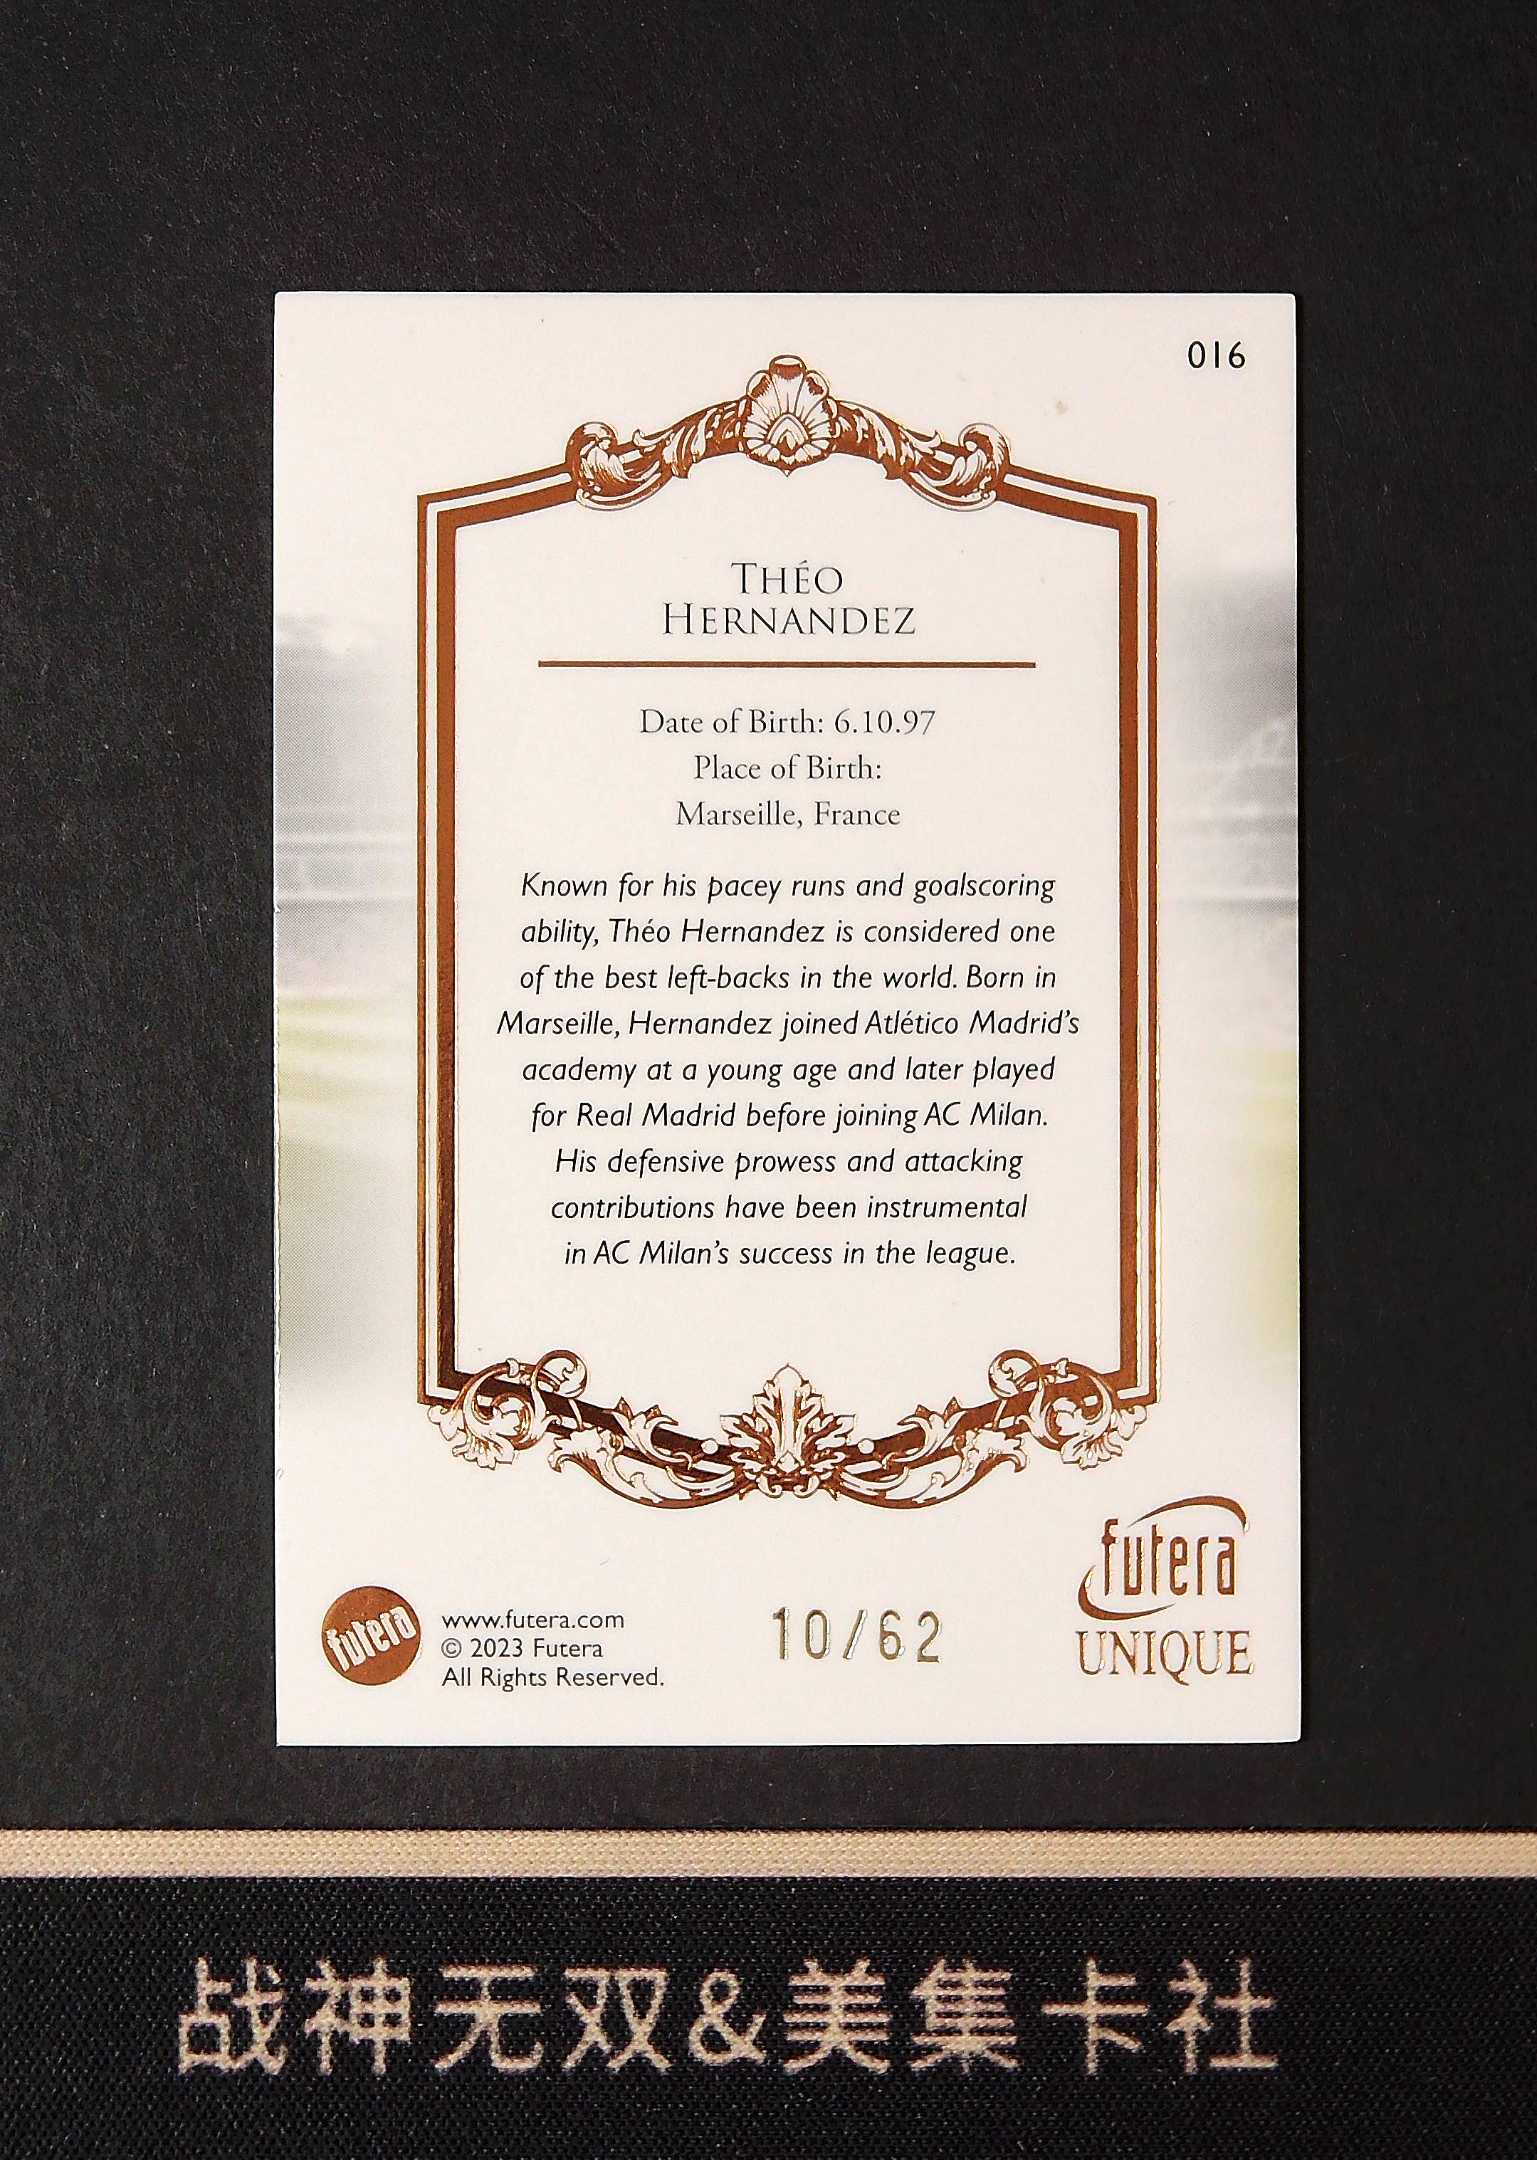 016
THÉO
HERNANDEZ
Date of Birth: 6.10.97
Place of Birth:
Marseille, France
Known for his pacey runs and goalscoring
ability, Théo Hernandez is considered one
of the best left-backs in the world. Born in
Marseille, Hernandez joined Atlético Madrid's
academy at a young age and later played
for Real Madrid before joining AC Milan.
His defensive prowess and attacking
contributions have been instrumental
in AC Milan's success in the league.
futera
www.futera.com
© 2023 Futera
All Rights Reserved.
10/62
futera
UNIQUE
战神无双&美集卡社